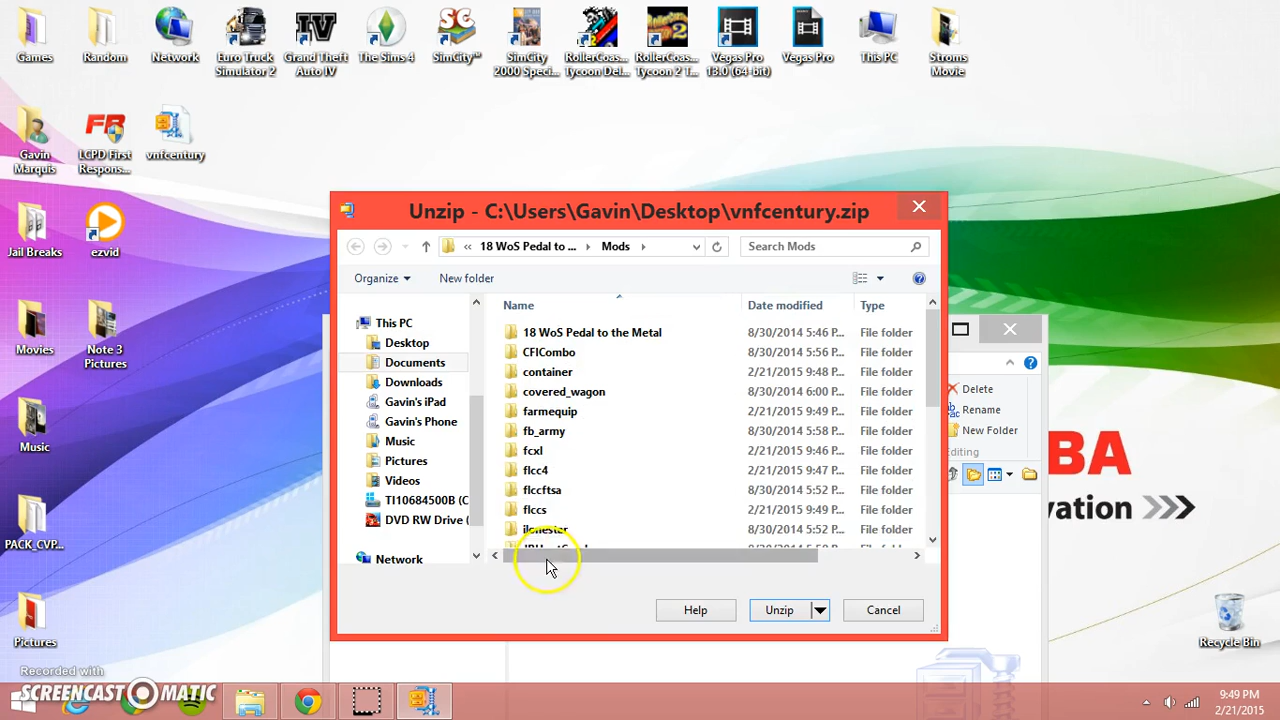 Games
Random
Network
Euro Truck
Simulator 2
Grand Theft
Auto IV
The Sims 4
SimCity™
SimCity
2000 Speci...
RollerCoas...
Tycoon Del...
RollerCoas...
Tycoon 2 T...
Vegas Pro
13.0 (64-bit)
Vegas Pro
This PC
Stroms
Movie
IV
SC
FR
Gavin
Marquis
LCPD First
Respons...
vnfcentury
Jail Breaks
ezvid
Movies
Note 3
Pictures
Music
PACK_CVP...
Pictures
Unzip - C:\Users\Gavin\Desktop\vnfcentury.zip
« 18 WoS Pedal to ... Mods
Search Mods
Organize
New folder
This PC
Desktop
Documents
Downloads
Gavin's iPad
Gavin's Phone
Music
Pictures
Videos
TI10684500B (C
DVD RW Drive (
Network
Name Date modified Type
18 WoS Pedal to the Metal 8/30/2014 5:46 P... File folder
CFICombo 8/30/2014 5:56 P... File folder
container 2/21/2015 9:48 P... File folder
covered_wagon 8/30/2014 6:00 P... File folder
farmequip 2/21/2015 9:49 P... File folder
fb_army 8/30/2014 5:58 P... File folder
fcxl 2/21/2015 9:46 P... File folder
flcc4 2/21/2015 9:47 P... File folder
flccftsa 8/30/2014 5:52 P... File folder
flccs 2/21/2015 9:49 P... File folder
ilonestar 8/30/2014 5:52 P... File folder
Help
Unzip
Cancel
Delete
Rename
New Folder
Editing
BA
ovation
Recycle Bin
Recorded with
SCREENCAST-O-MATIC
9:49 PM
2/21/2015